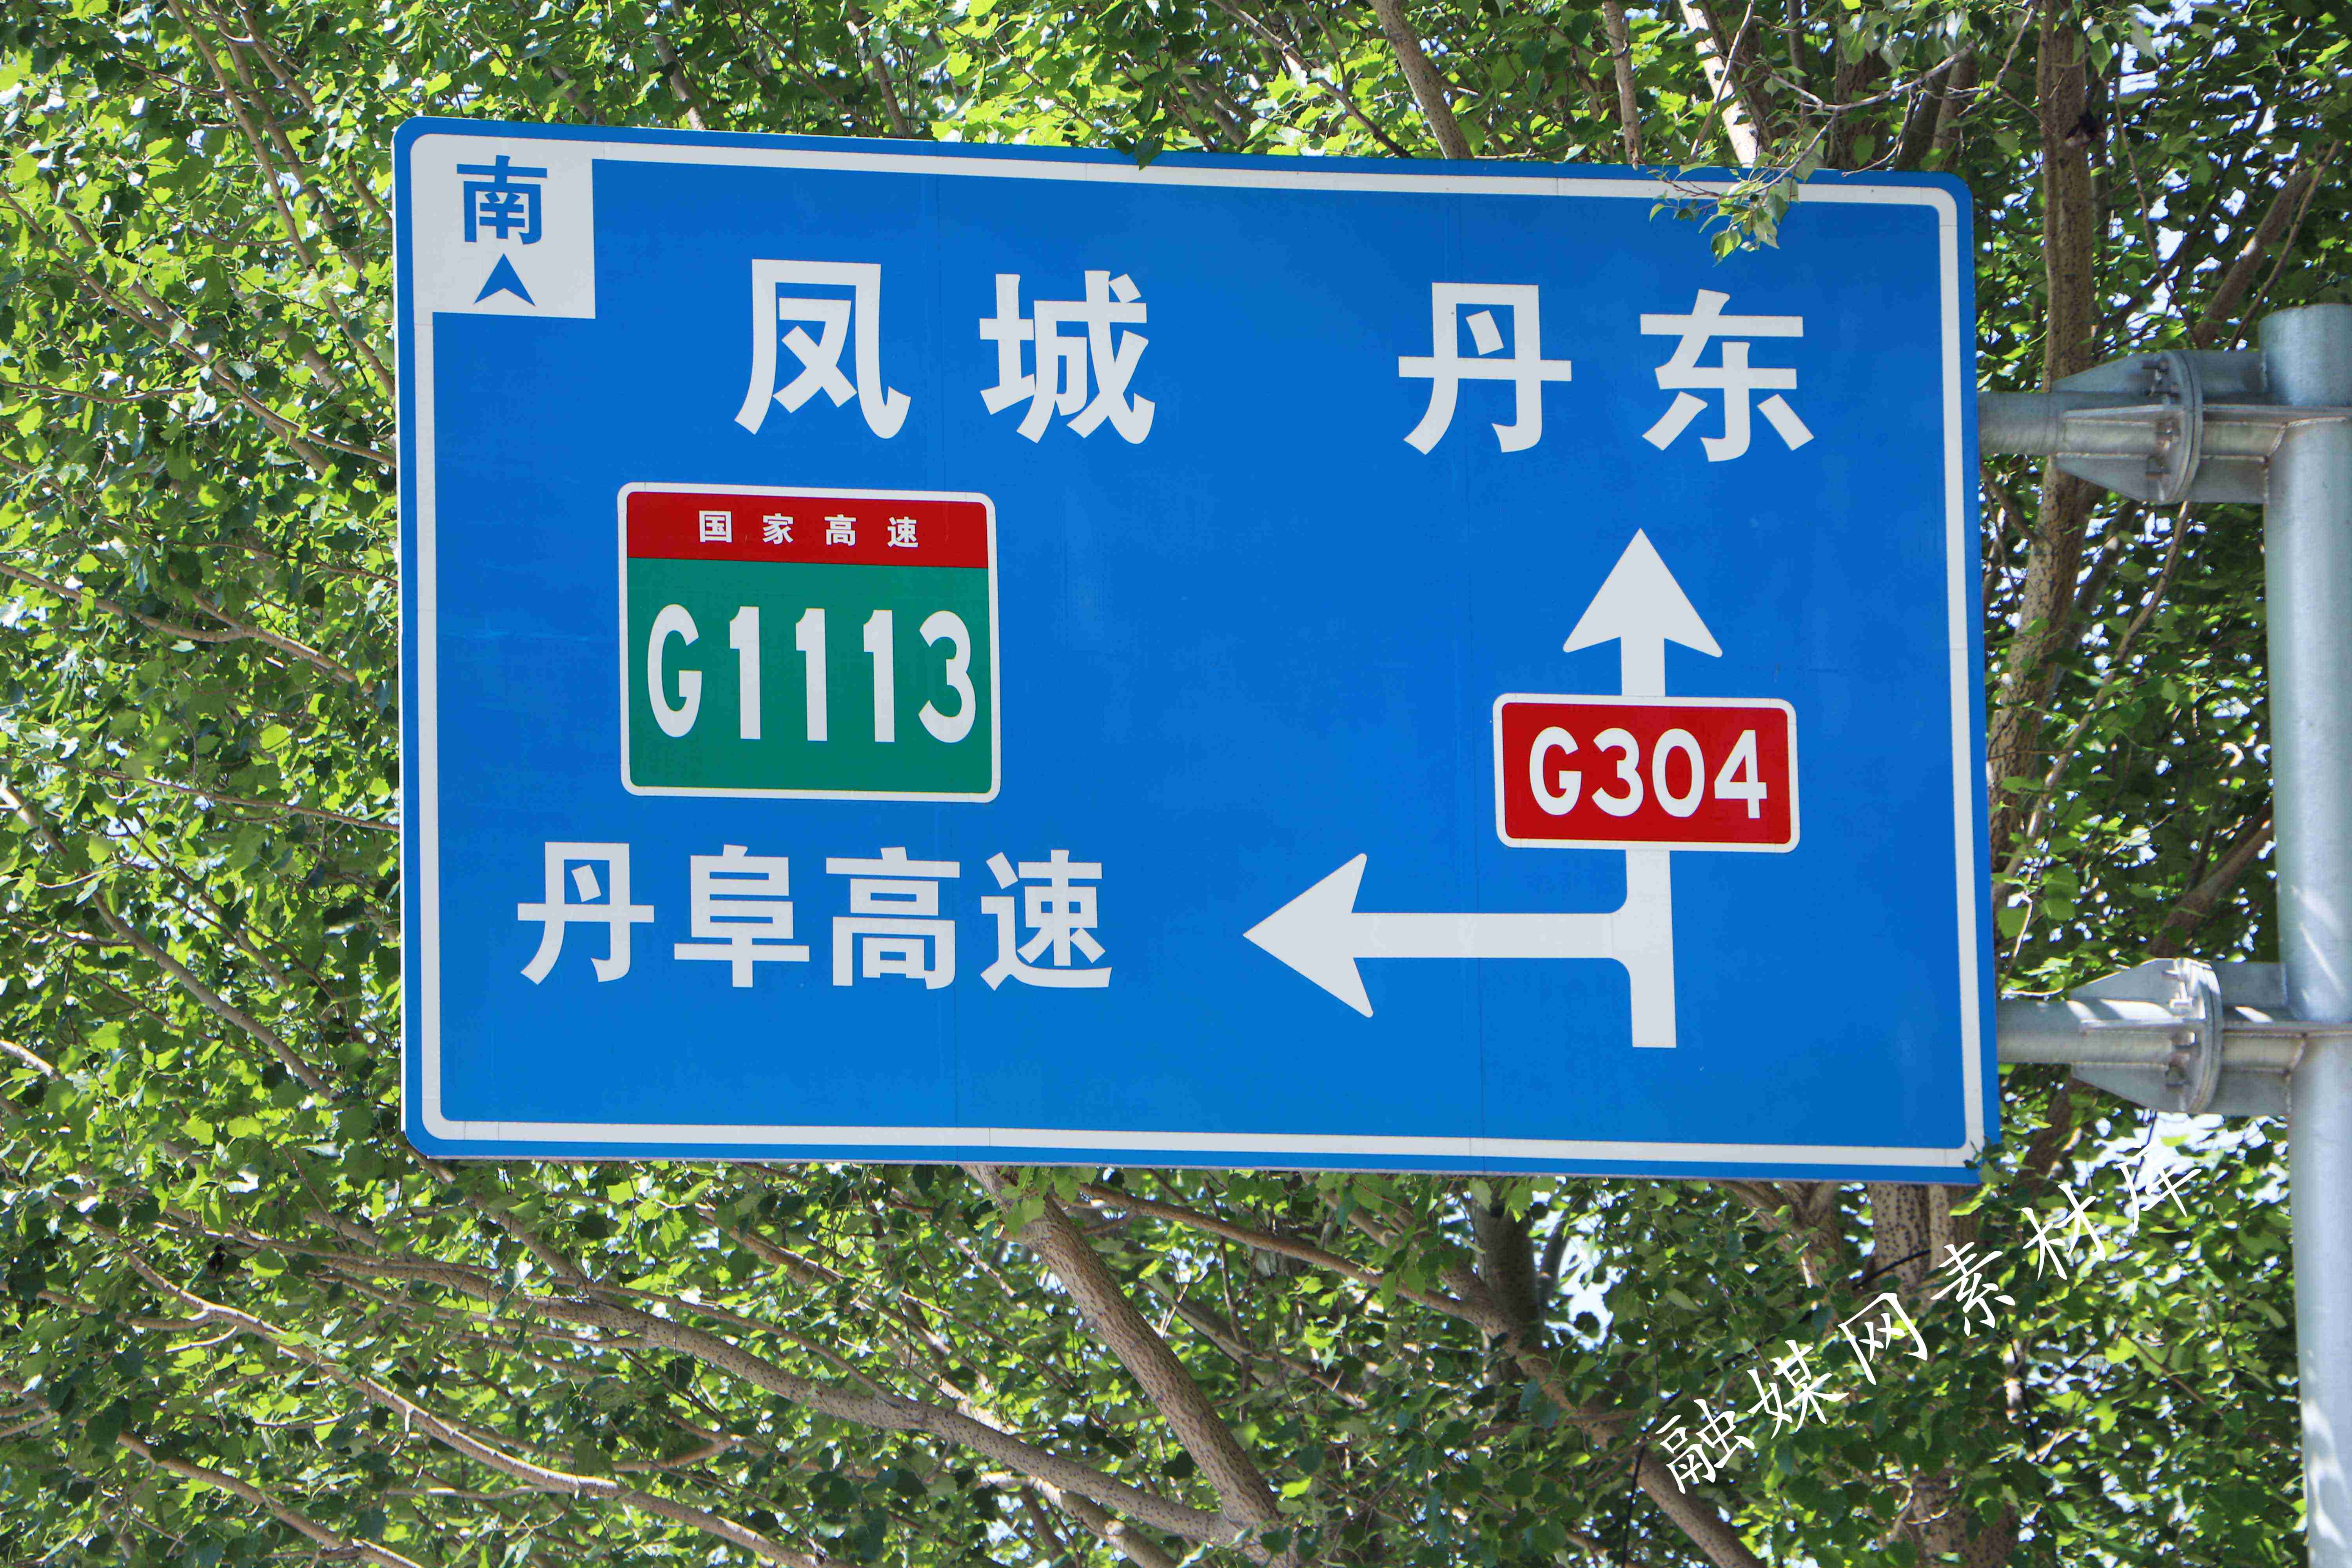 南
凤城 丹东
国家高速
G1113
G304
丹阜高速
融媒网素材库